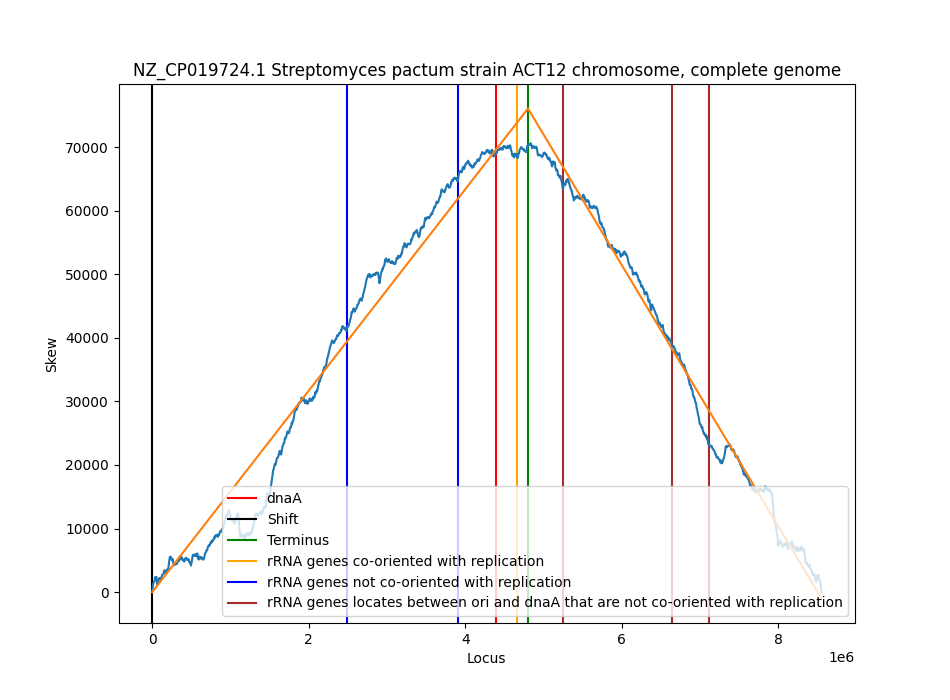 NZ_CP019724.1 Streptomyces pactum strain ACT12 chromosome, complete genome
Skew
70000
60000
50000
40000
30000
20000
10000
0
dnaA
Shift
Terminus
rRNA genes co-oriented with replication
rRNA genes not co-oriented with replication
rRNA genes locates between ori and dnaA that are not co-oriented with replication
0
2
4
6
8
1e6
Locus